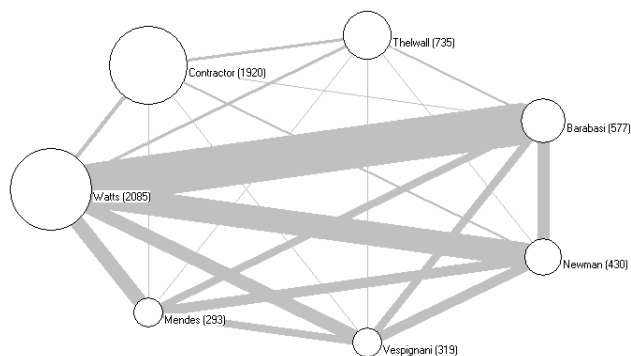 Thelwall (735)
Contractor (1920)
Barabasi (577)
Watts (2085)
Newman (430)
Mendes (293)
Vespignani (319)